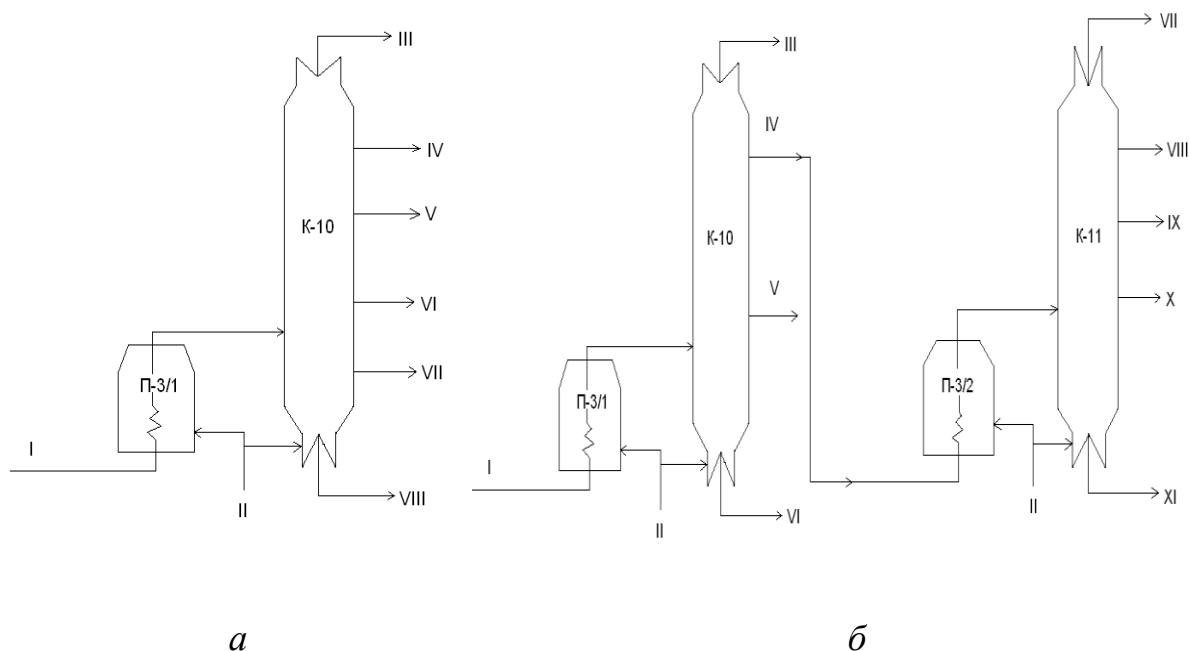 III
IV
V
К-10
VI
VII
П-3/1
I
II
VIII
а
III
IV
К-10
V
П-3/1
I
II
VI
VII
VIII
IX
К-11
X
П-3/2
II
XI
б